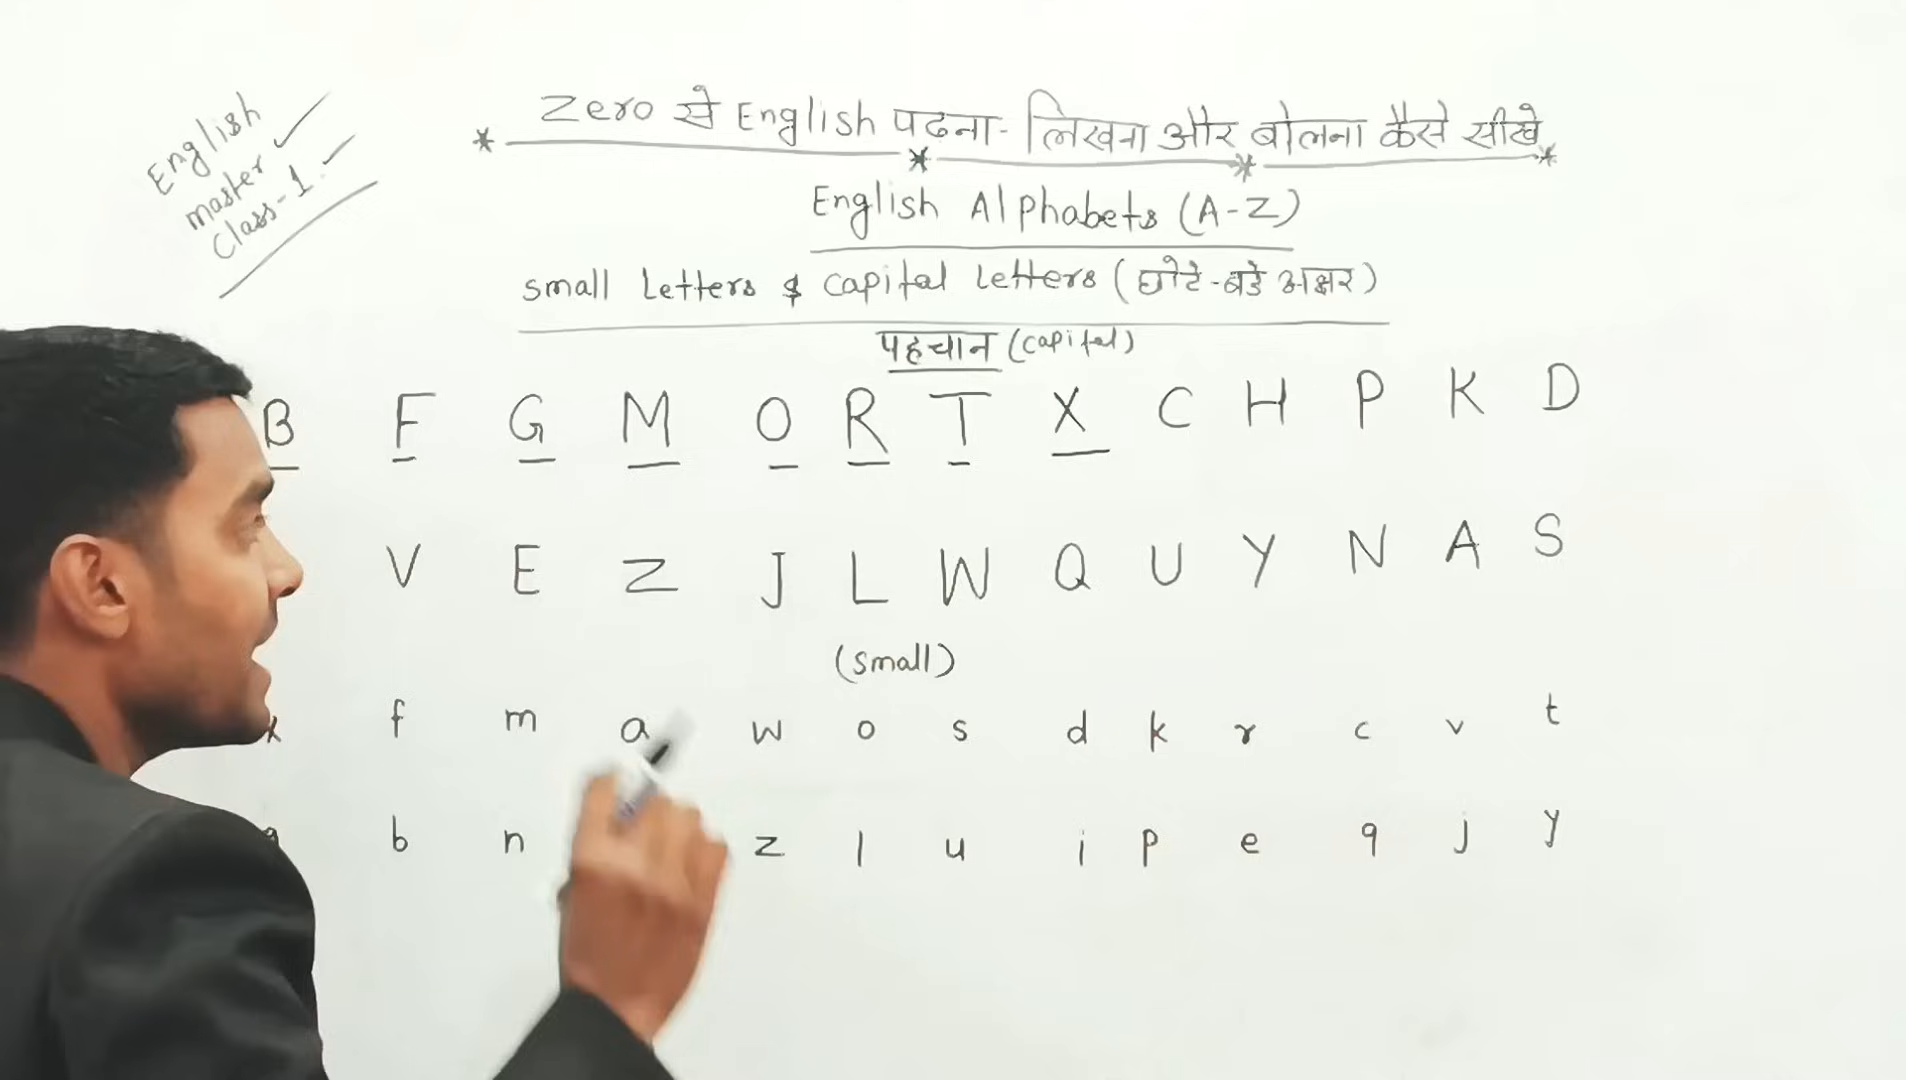 English
master
class-1.
Zero से English पढना-लिखना और बोलना कैसे सीखे
English Alphabets (A-Z)
small Letters & Capital Letters (छोटे-बडे अक्षर)
पहचान (Capital)
B F G M O R T X C H P K D
V E Z J L W Q U Y N A S
(small)
x f m a w o s d k r c v t
b n z l u i p e q j y